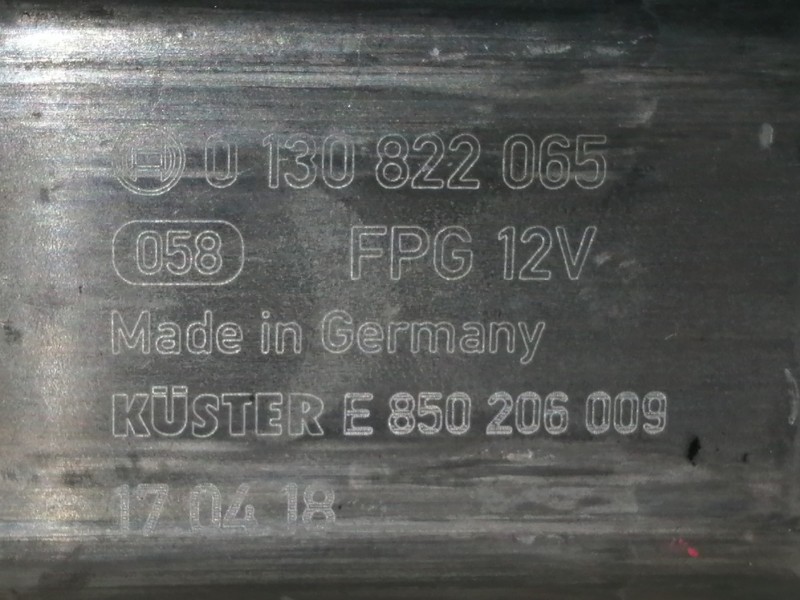 0 130 822 065
058 FPG 12V
Made in Germany
KÜSTER E 850 206 009
17 04 18